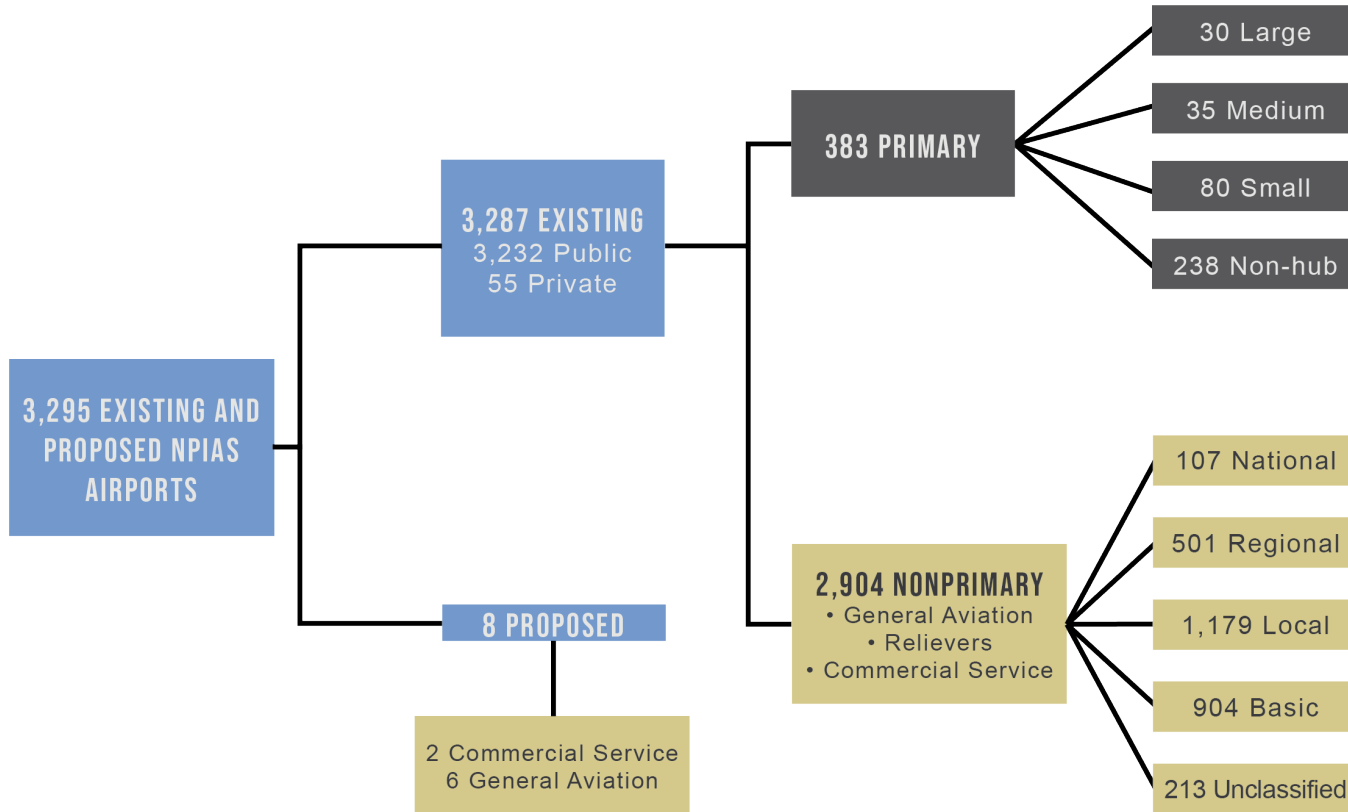 3,295 EXISTING AND
PROPOSED NPIAS
AIRPORTS
3,287 EXISTING
3,232 Public
55 Private
8 PROPOSED
2 Commercial Service
6 General Aviation
383 PRIMARY
30 Large
35 Medium
80 Small
238 Non-hub
2,904 NONPRIMARY
• General Aviation
• Relievers
• Commercial Service
107 National
501 Regional
1,179 Local
904 Basic
213 Unclassified